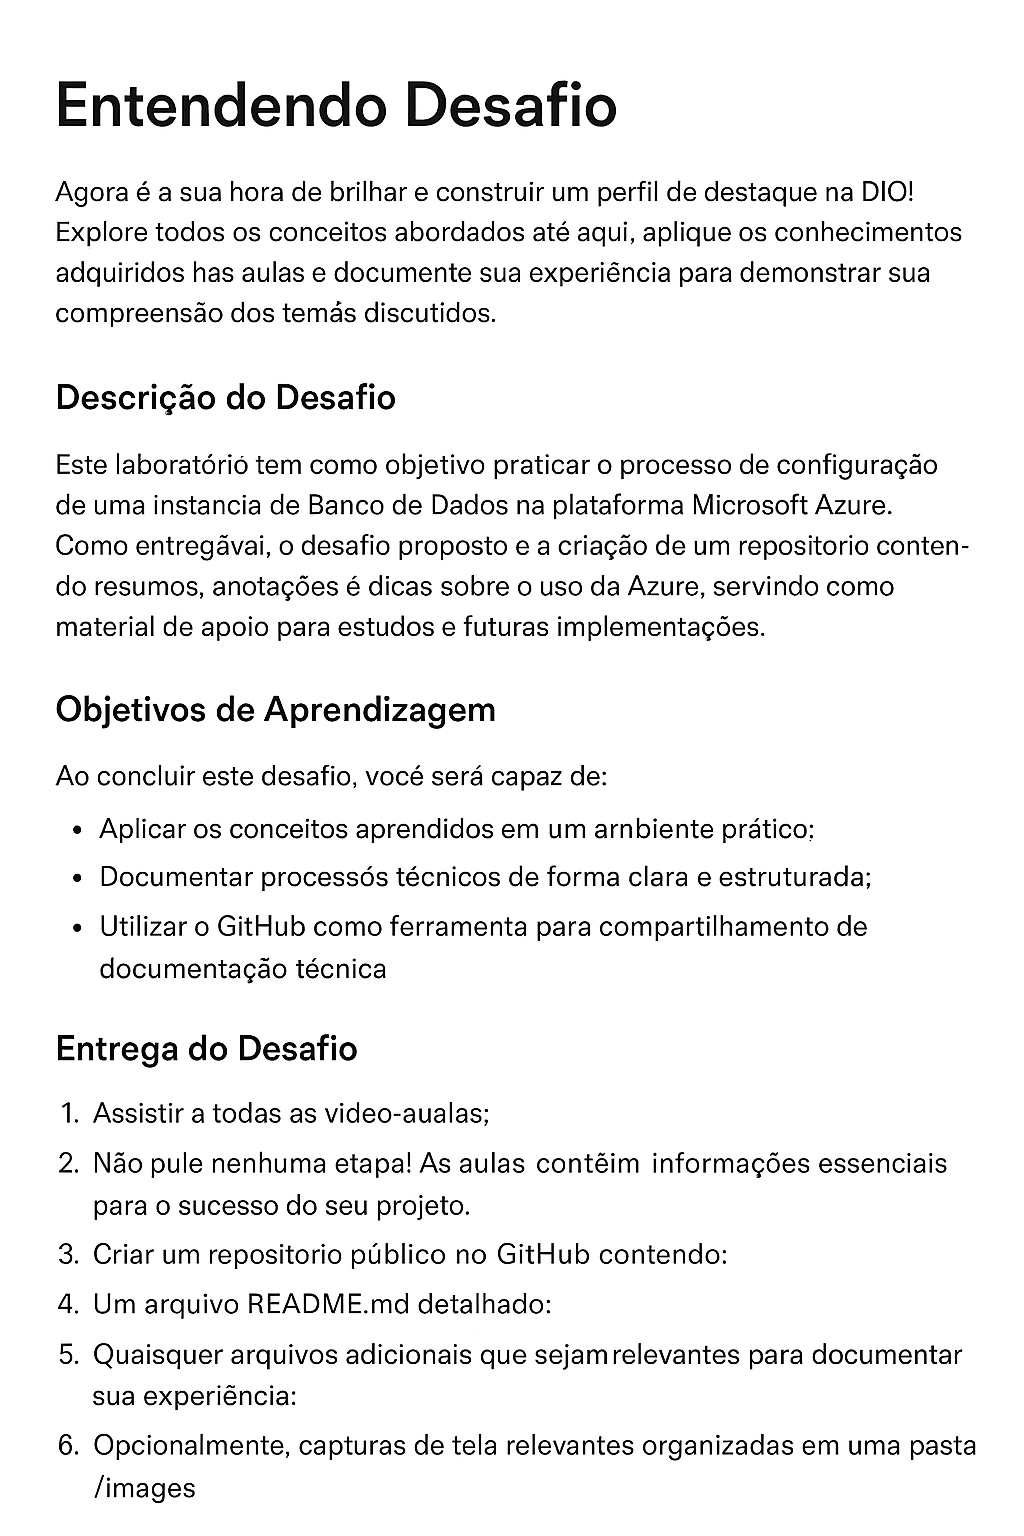 Entendendo Desafio
Agora é a sua hora de brilhar e construir um perfil de destaque na DIO!
Explore todos os conceitos abordados até aqui, aplique os conhecimentos
adquiridos has aulas e documente sua experiência para demonstrar sua
compreensão dos temás discutidos.
Descrição do Desafio
Este laboratório tem como objetivo praticar o processo de configuração
de uma instancia de Banco de Dados na plataforma Microsoft Azure.
Como entregãvai, o desafio proposto e a criação de um repositorio conten-
do resumos, anotações é dicas sobre o uso da Azure, servindo como
material de apoio para estudos e futuras implementações.
Objetivos de Aprendizagem
Ao concluir este desafio, vocé será capaz de:
• Aplicar os conceitos aprendidos em um arnbiente prático;
• Documentar processós técnicos de forma clara e estruturada;
• Utilizar o GitHub como ferramenta para compartilhamento de
documentação técnica
Entrega do Desafio
1. Assistir a todas as video-aualas;
2. Não pule nenhuma etapa! As aulas contẽim informações essenciais
para o sucesso do seu projeto.
3. Criar um repositorio público no GitHub contendo:
4. Um arquivo README.md detalhado:
5. Quaisquer arquivos adicionais que sejam relevantes para documentar
sua experiência:
6. Opcionalmente, capturas de tela relevantes organizadas em uma pasta
/images